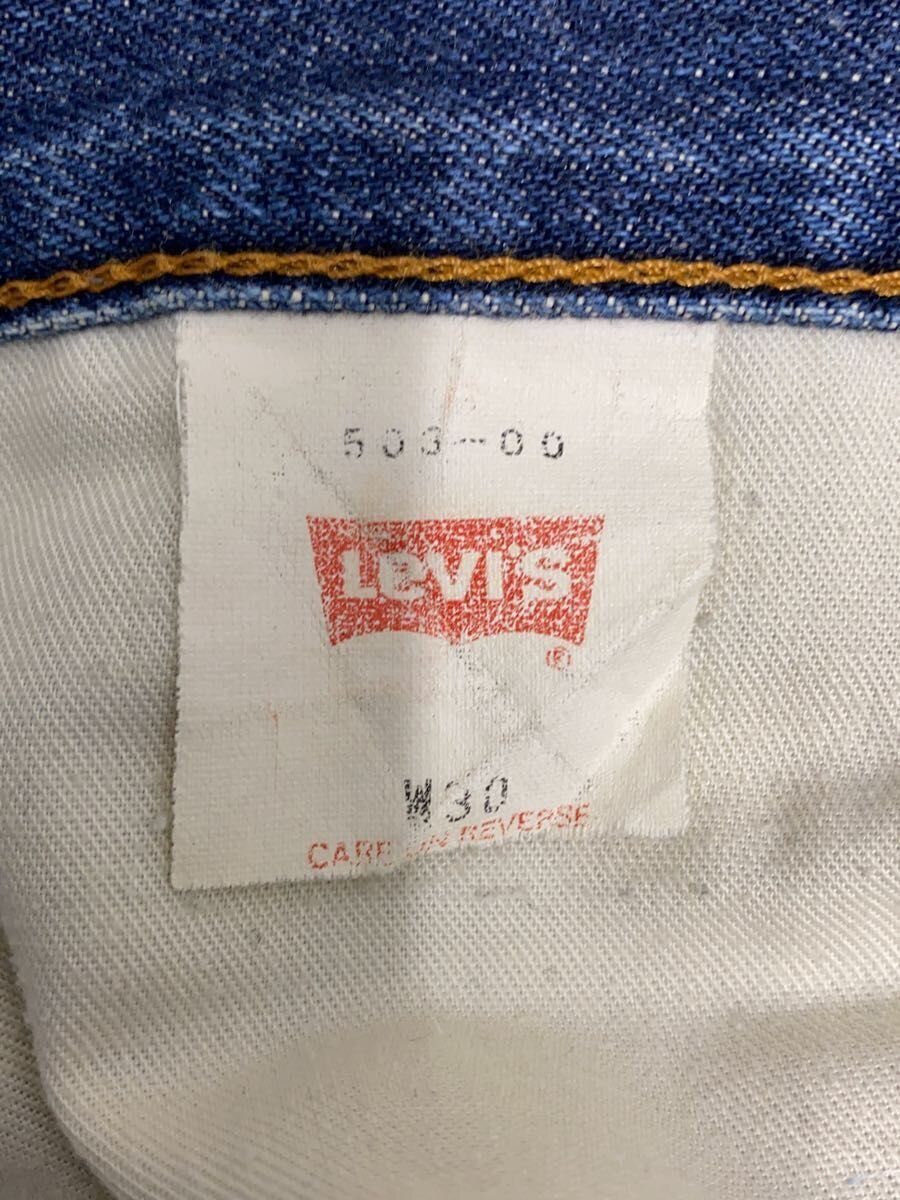 503-00
Levi's
®
W30
CARE ON REVERSE